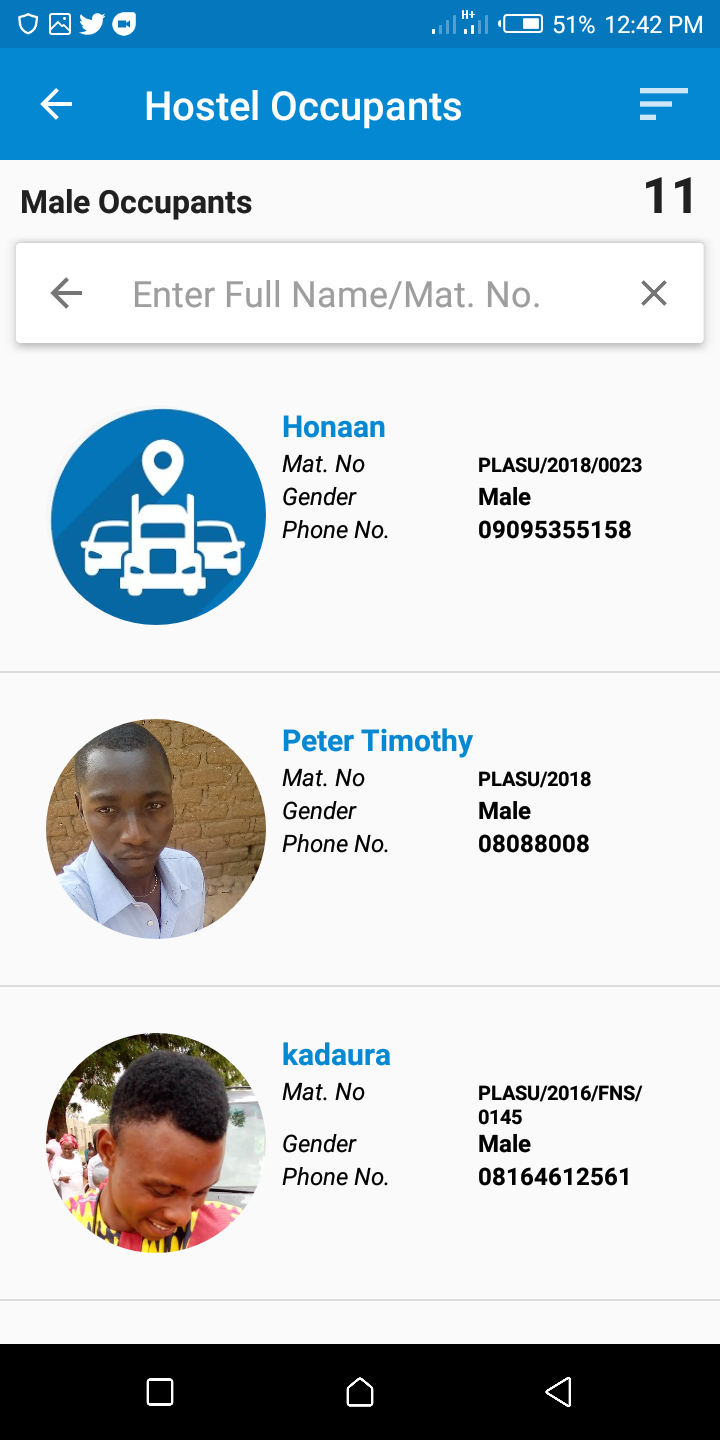 H+
51% 12:42 PM
Hostel Occupants
Male Occupants 11
Enter Full Name/Mat. No.
Honaan
Mat. No PLASU/2018/0023
Gender Male
Phone No. 09095355158
Peter Timothy
Mat. No PLASU/2018
Gender Male
Phone No. 08088008
kadaura
Mat. No PLASU/2016/FNS/
0145
Gender Male
Phone No. 08164612561